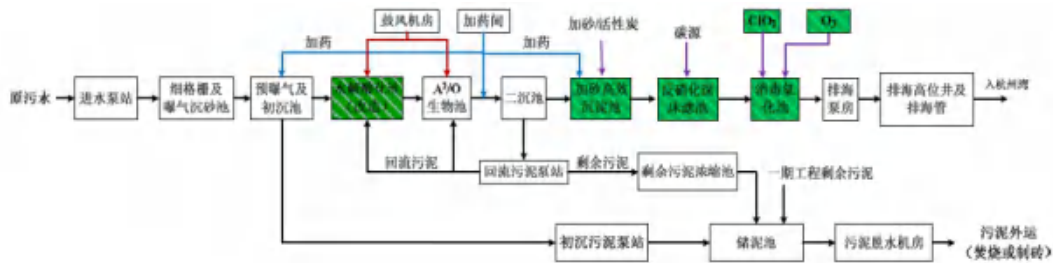 鼓风机房
加药间
加砂/活性炭
碳源
ClO₂
O₃
加药
加药
原污水
进水泵站
细格栅及
曝气沉砂池
预曝气及
初沉池
A²/O
生物池
二沉池
加砂高效
沉淀池
反硝化深
床滤池
消毒氧化池
排海
泵房
排海高位井及
排海管
入杭州湾
回流污泥
回流污泥泵站
剩余污泥
剩余污泥浓缩池
一期工程剩余污泥
初沉污泥泵站
储泥池
污泥脱水机房
污泥外运
(焚烧或制砖)